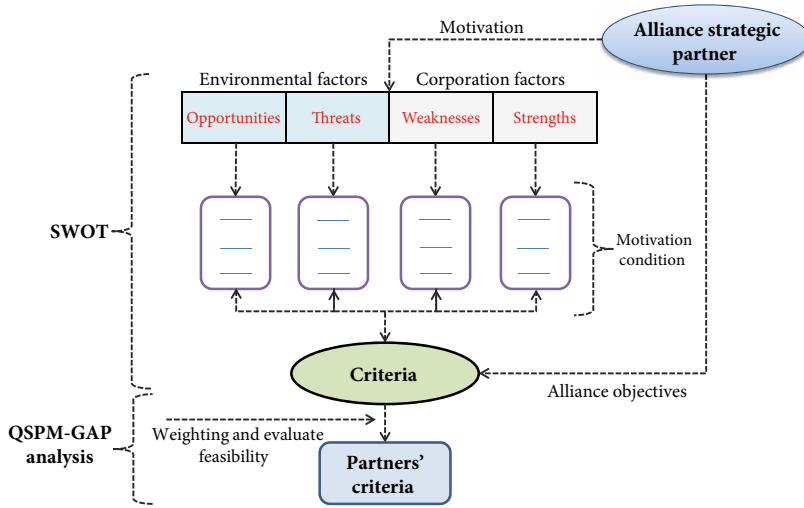 Motivation
Alliance strategic
partner
Environmental factors
Corporation factors
Opportunities
Threats
Weaknesses
Strengths
SWOT
Motivation
condition
Criteria
Alliance objectives
QSPM-GAP
analysis
Weighting and evaluate
feasibility
Partners’
criteria